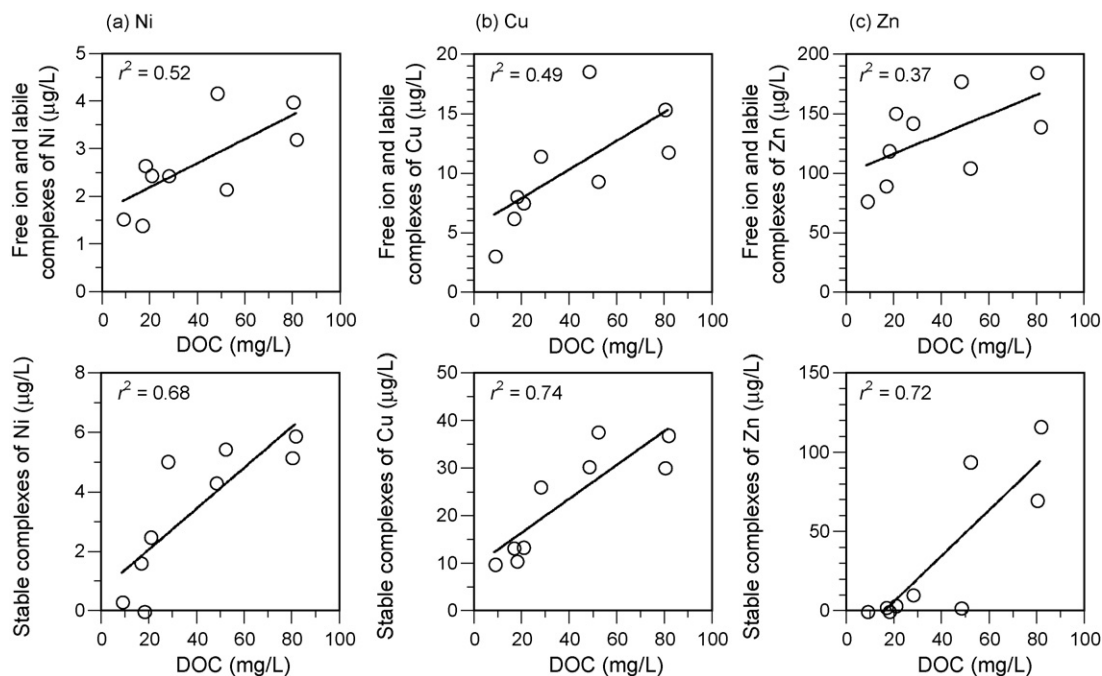 (a) Ni
r² = 0.52
Free ion and labile
complexes of Ni (µg/L)
5
4
3
2
1
0
0 20 40 60 80 100
DOC (mg/L)
(b) Cu
r² = 0.49
Free ion and labile
complexes of Cu (µg/L)
20
15
10
5
0
0 20 40 60 80 100
DOC (mg/L)
(c) Zn
r² = 0.37
Free ion and labile
complexes of Zn (µg/L)
200
150
100
50
0
0 20 40 60 80 100
DOC (mg/L)
r² = 0.68
Stable complexes of Ni (µg/L)
8
6
4
2
0
0 20 40 60 80 100
DOC (mg/L)
r² = 0.74
Stable complexes of Cu (µg/L)
50
40
30
20
10
0
0 20 40 60 80 100
DOC (mg/L)
r² = 0.72
Stable complexes of Zn (µg/L)
150
100
50
0
0 20 40 60 80 100
DOC (mg/L)